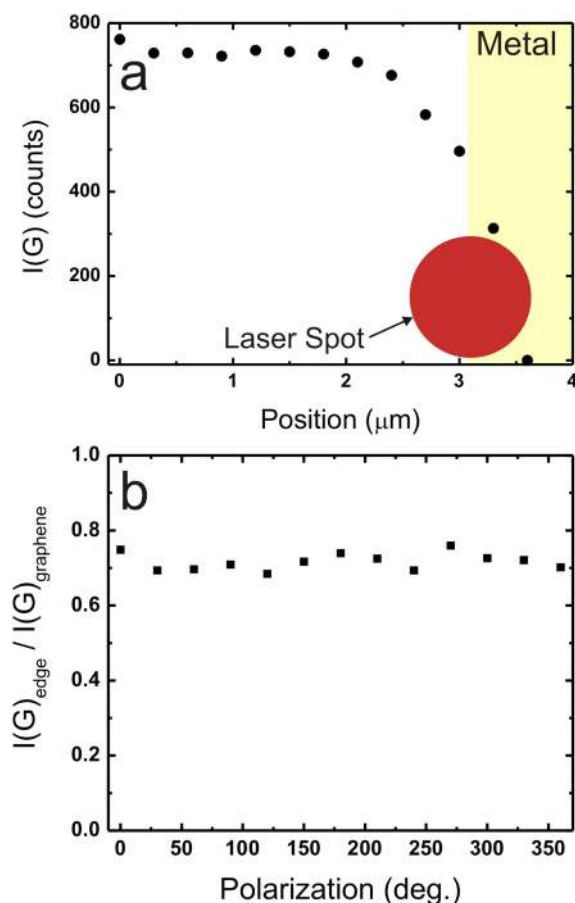 a
Metal
Laser Spot
I(G) (counts)
800
600
400
200
0
0 1 2 3 4
Position (μm)
b
I(G)edge / I(G)graphene
1.0
0.8
0.6
0.4
0.2
0.0
0 50 100 150 200 250 300 350
Polarization (deg.)